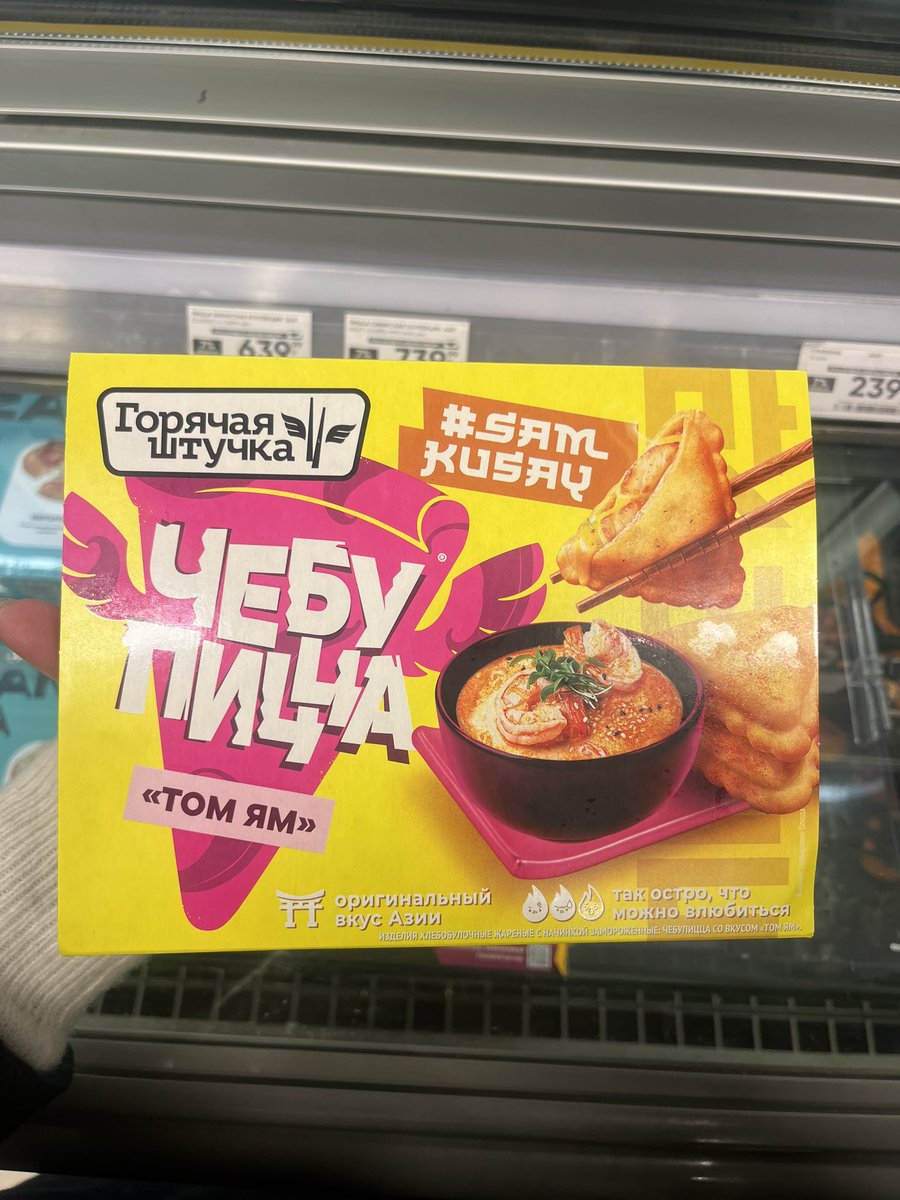 639
739
239
Горячая
штучка
#SAM
KUSAY
ЧЕБУ
ПИЦЦА
®
«ТОМ ЯМ»
оригинальный
вкус Азии
так остро, что
можно влюбиться
ИЗДЕЛИЯ ХЛЕБОБУЛОЧНЫЕ ЖАРЕНЫЕ С НАЧИНКОЙ ЗАМОРОЖЕННЫЕ: ЧЕБУПИЦЦА СО ВКУСОМ «ТОМ ЯМ».